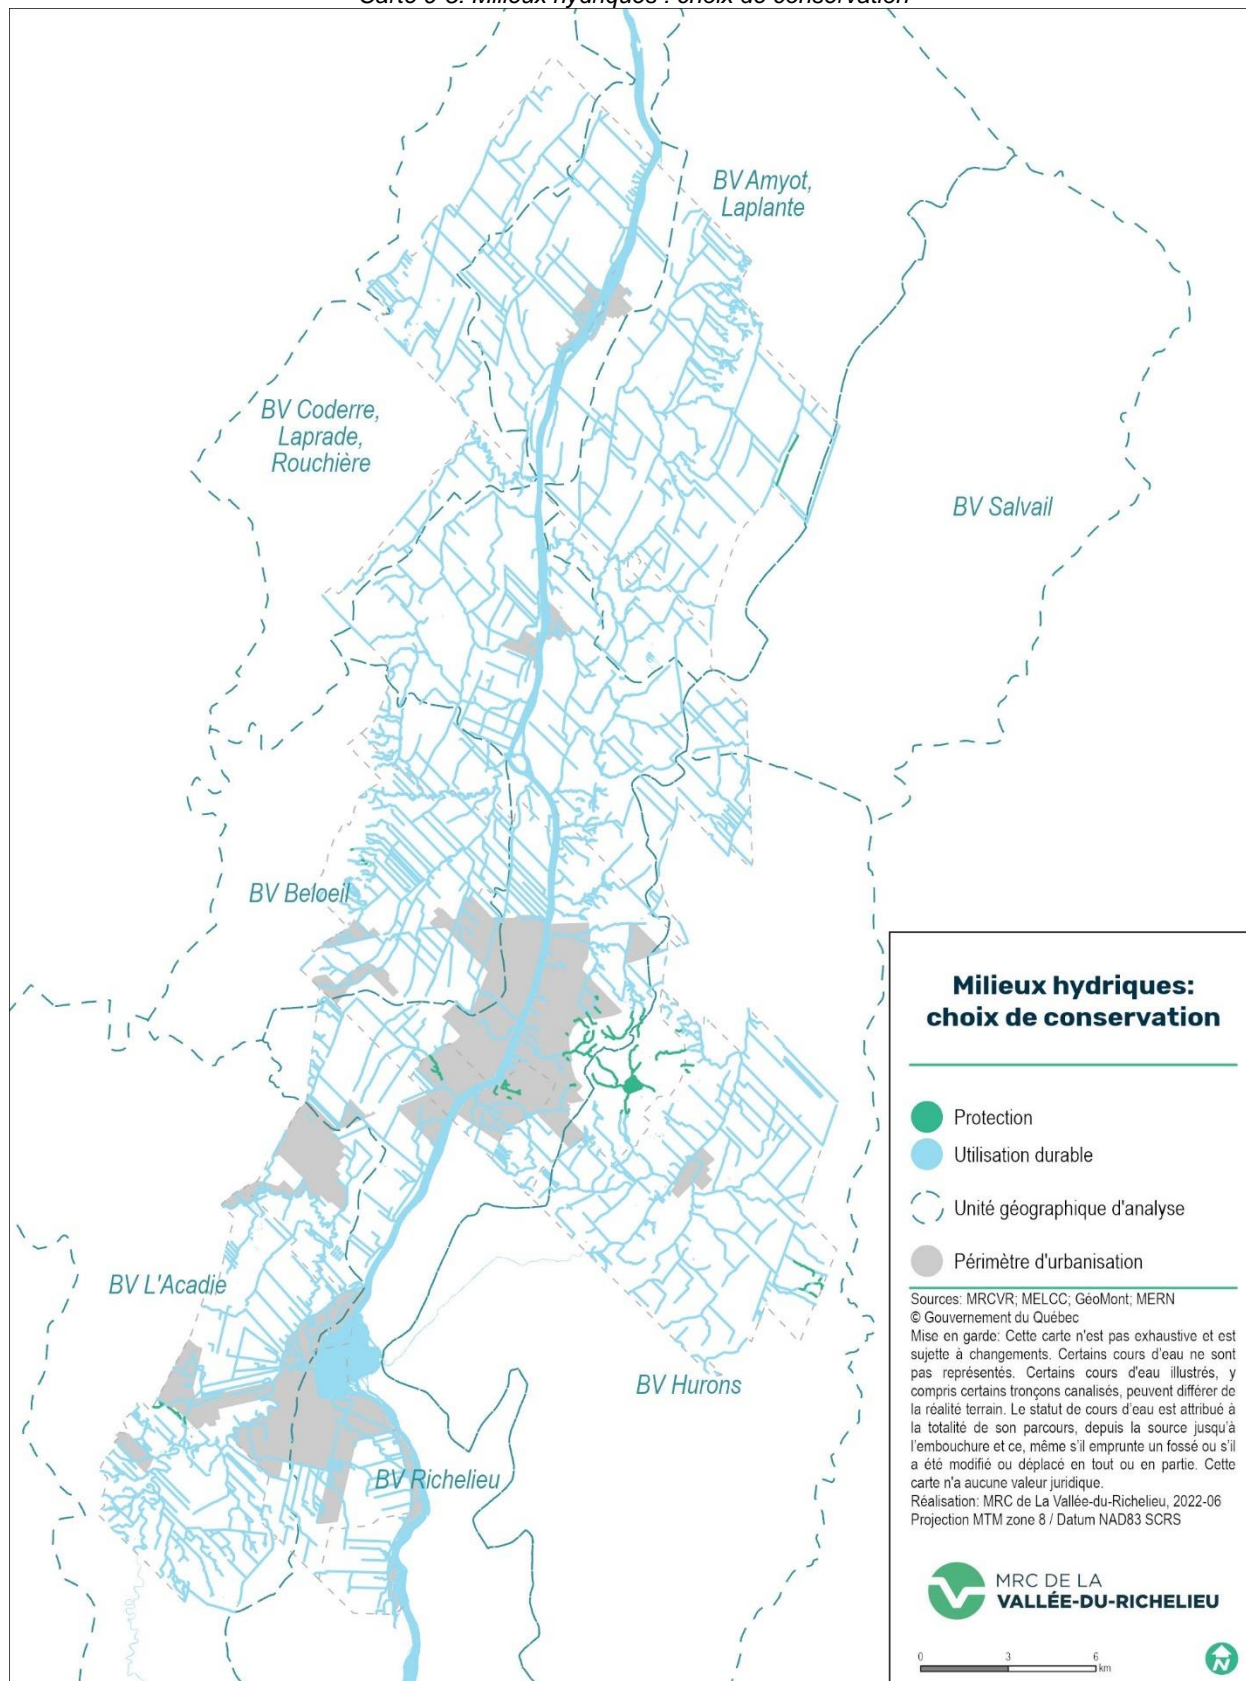 BV Amyot,
Laplante
BV Coderre,
Laprade,
Rouchière
BV Salvail
BV Beloeil
BV L'Acadie
BV Hurons
BV Richelieu
Milieux hydriques:
choix de conservation
Protection
Utilisation durable
Unité géographique d'analyse
Périmètre d'urbanisation
Sources: MRCVR; MELCC; GéoMont; MERN
© Gouvernement du Québec
Mise en garde: Cette carte n'est pas exhaustive et est
sujette à changements. Certains cours d'eau ne sont
pas représentés. Certains cours d'eau illustrés, y
compris certains tronçons canalisés, peuvent différer de
la réalité terrain. Le statut de cours d'eau est attribué à
la totalité de son parcours, depuis la source jusqu'à
l'embouchure et ce, même s'il emprunte un fossé ou s'il
a été modifié ou déplacé en tout ou en partie. Cette
carte n'a aucune valeur juridique.
Réalisation: MRC de La Vallée-du-Richelieu, 2022-06
Projection MTM zone 8 / Datum NAD83 SCRS
MRC DE LA
VALLÉE-DU-RICHELIEU
0 3 6
km
N